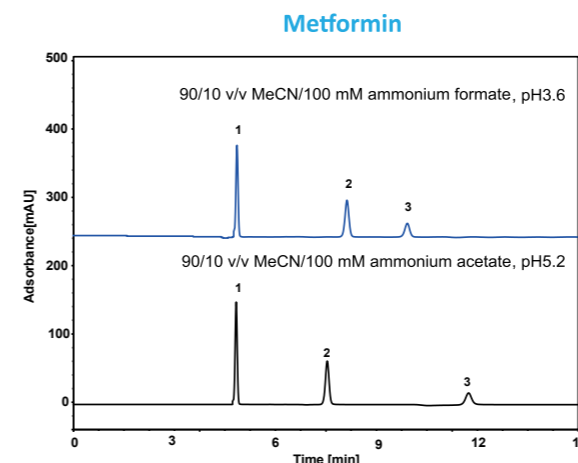 Metformin
500
90/10 v/v MeCN/100 mM ammonium formate, pH3.6
400
1
2
300
3
Adsorbance[mAU]
200
90/10 v/v MeCN/100 mM ammonium acetate, pH5.2
1
100
2
3
0
0 3 6 9 12 15
Time [min]